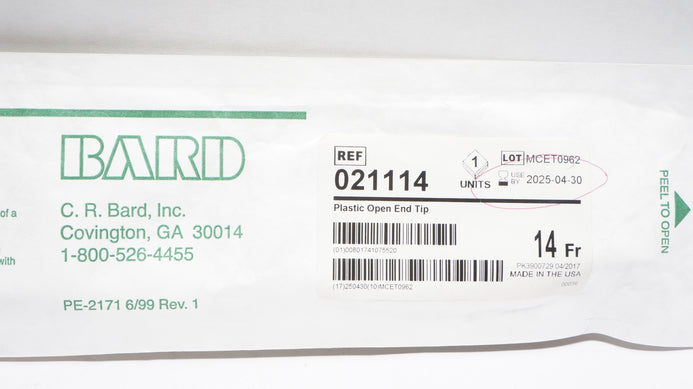 BARD
of a
with
C. R. Bard, Inc.
Covington, GA 30014
1-800-526-4455
PE-2171 6/99 Rev. 1
REF
021114
1
UNITS
LOT MCET0962
USE BY 2025-04-30
Plastic Open End Tip
(01)00801741075520
14 Fr
PK3900729 04/2017
MADE IN THE USA
(17)250430(10)MCET0962
PEEL TO OPEN